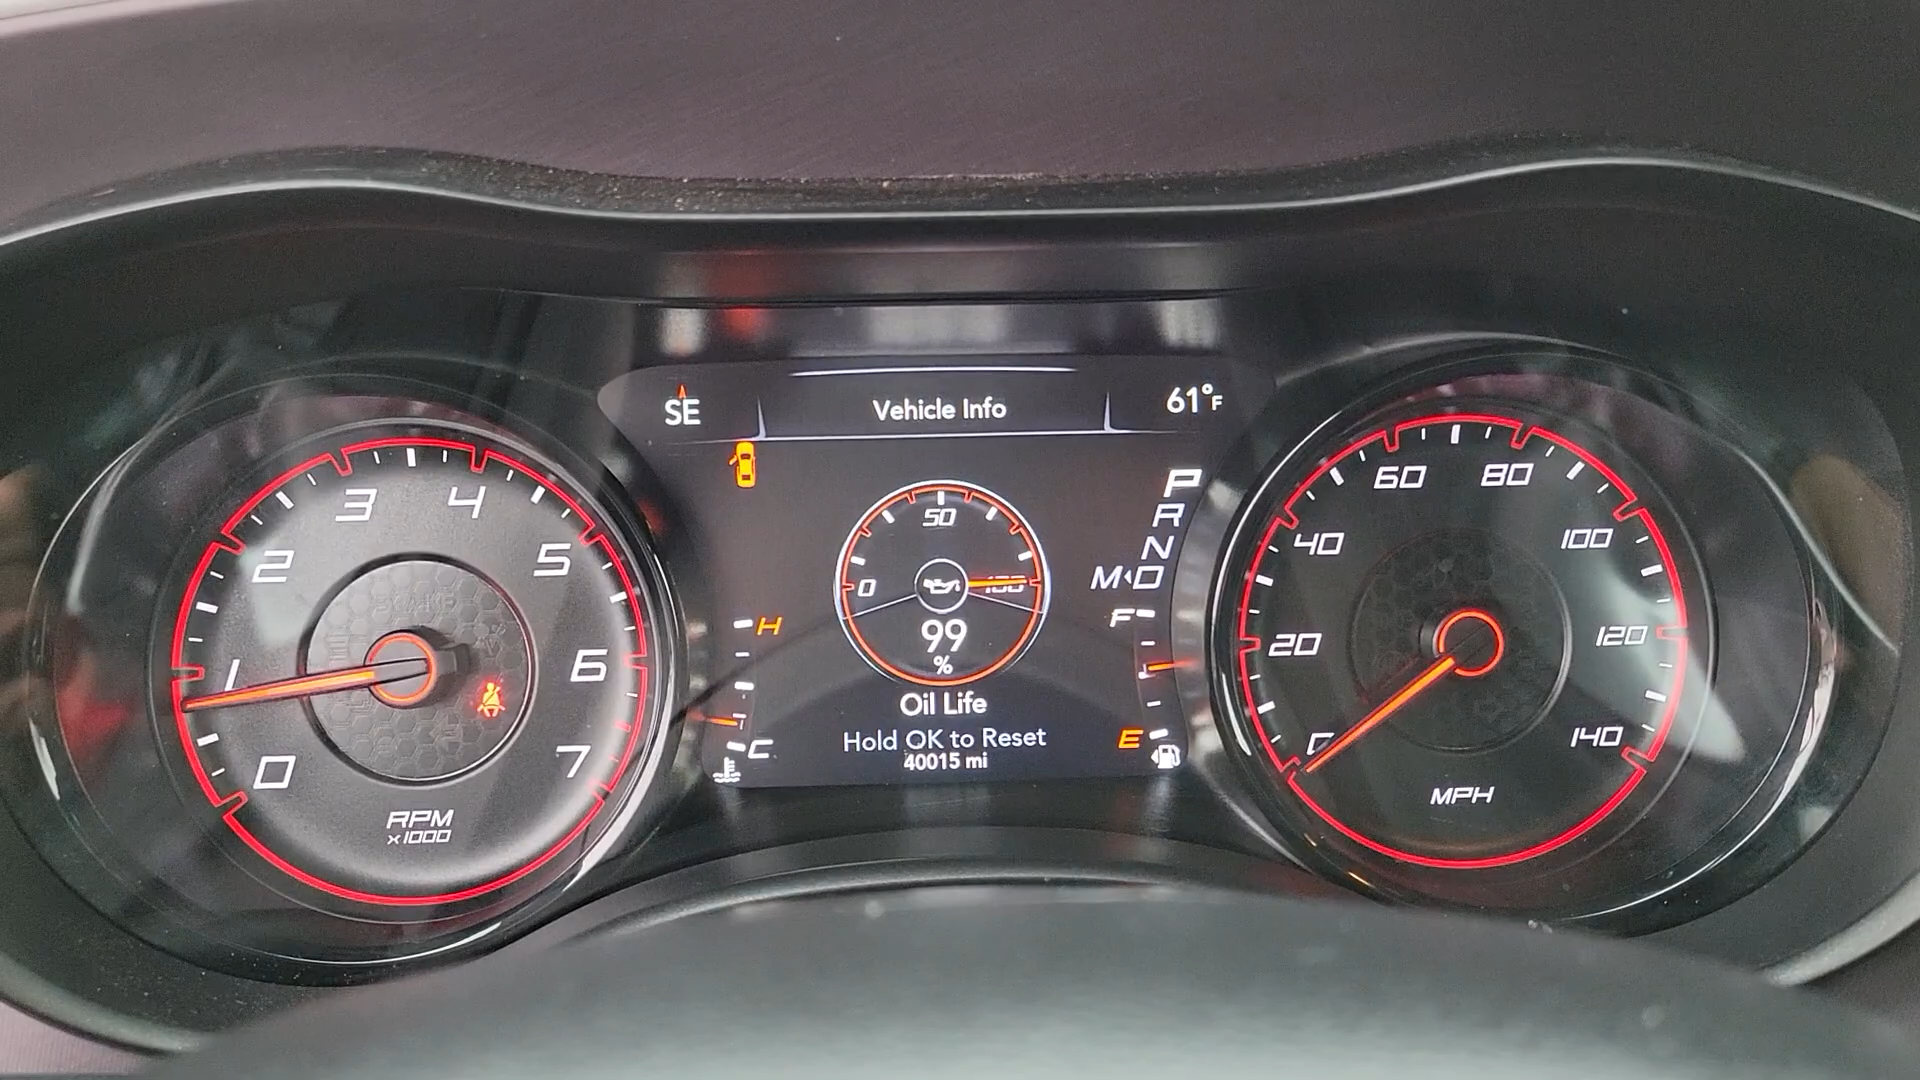 SE
Vehicle Info
61°F
0
1
2
3
4
5
6
7
RPM
x1000
H
C
0
50
100
99
%
Oil Life
Hold OK to Reset
40015 mi
P
R
N
M D
F
E
0
20
40
60
80
100
120
140
MPH